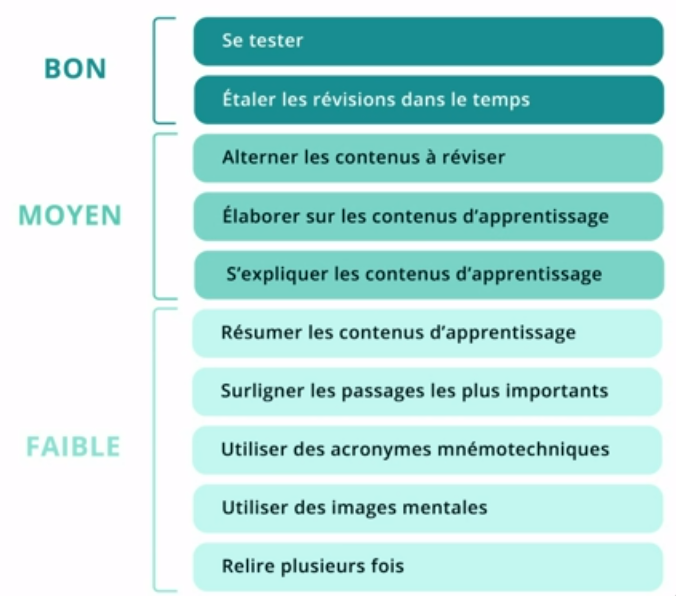 BON
Se tester
Étaler les révisions dans le temps
MOYEN
Alterner les contenus à réviser
Élaborer sur les contenus d'apprentissage
S'expliquer les contenus d'apprentissage
FAIBLE
Résumer les contenus d'apprentissage
Surligner les passages les plus importants
Utiliser des acronymes mnémotechniques
Utiliser des images mentales
Relire plusieurs fois